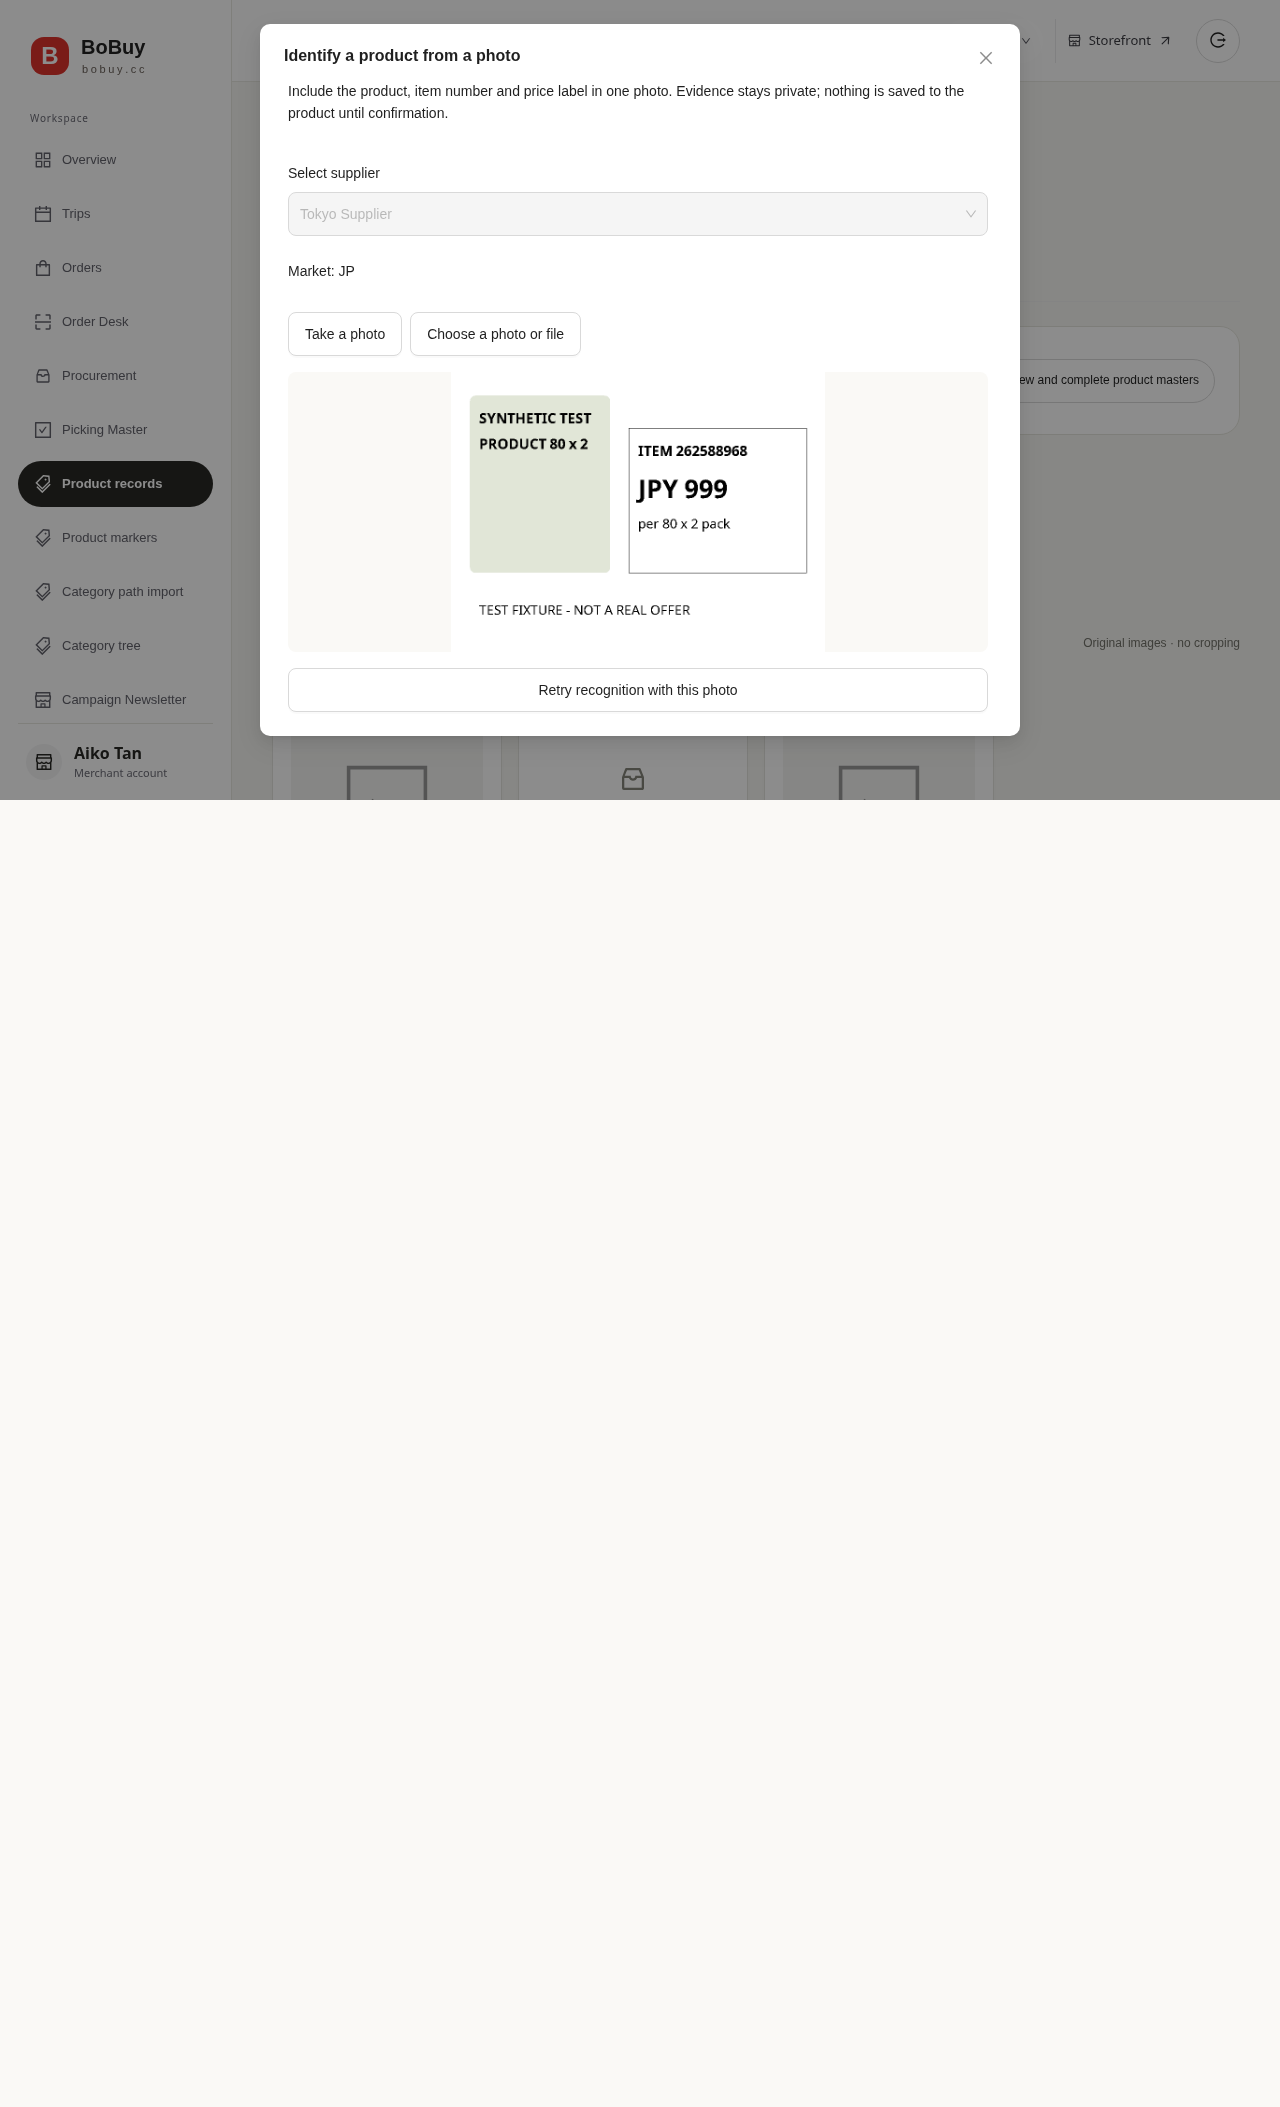 B
BoBuy
bobuy.cc
Workspace
Overview
Trips
Orders
Order Desk
Procurement
Picking Master
Product records
Product markers
Category path import
Category tree
Campaign Newsletter
Aiko Tan
Merchant account
Storefront
Identify a product from a photo
Include the product, item number and price label in one photo. Evidence stays private; nothing is saved to the
product until confirmation.
Select supplier
Tokyo Supplier
Market: JP
Take a photo
Choose a photo or file
SYNTHETIC TEST
PRODUCT 80 x 2
ITEM 262588968
JPY 999
per 80 x 2 pack
TEST FIXTURE - NOT A REAL OFFER
Retry recognition with this photo
and complete product masters
Original images · no cropping